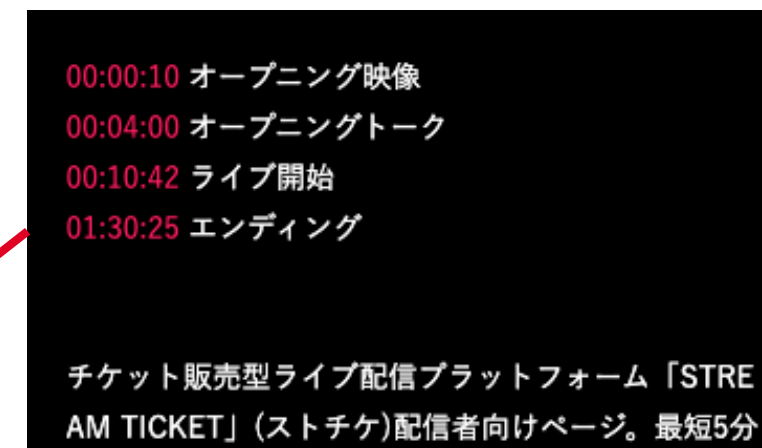 00:00:10 オープニング映像
00:04:00 オープニングトーク
00:10:42 ライブ開始
01:30:25 エンディング
チケット販売型ライブ配信プラットフォーム「STRE
AM TICKET」(ストチケ)配信者向けページ。最短5分